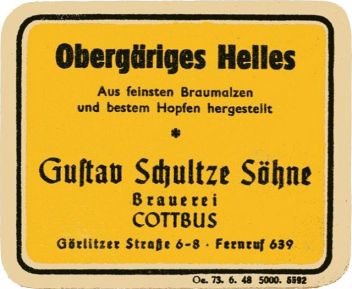 Obergäriges Helles
Aus feinsten Braumalzen
und bestem Hopfen hergestellt
*
Gustav Schultze Söhne
Brauerei
COTTBUS
Görlitzer Straße 6-8 · Fernruf 639
Oe. 73. 6. 48 5000. 5592